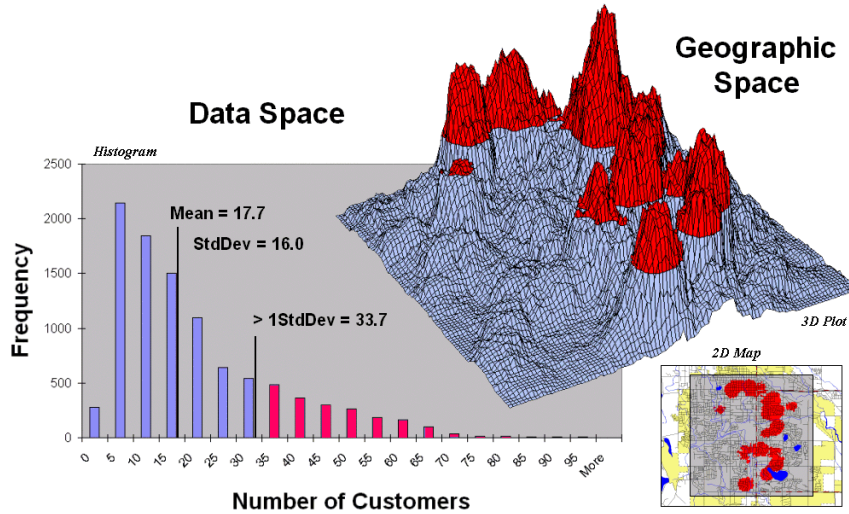 Geographic
Space
Data Space
Histogram
2500
2000
1500
1000
500
0
Frequency
Mean = 17.7
StdDev = 16.0
> 1StdDev = 33.7
0
5
10
15
20
25
30
35
40
45
50
55
60
65
70
75
80
85
90
95
More
Number of Customers
3D Plot
2D Map